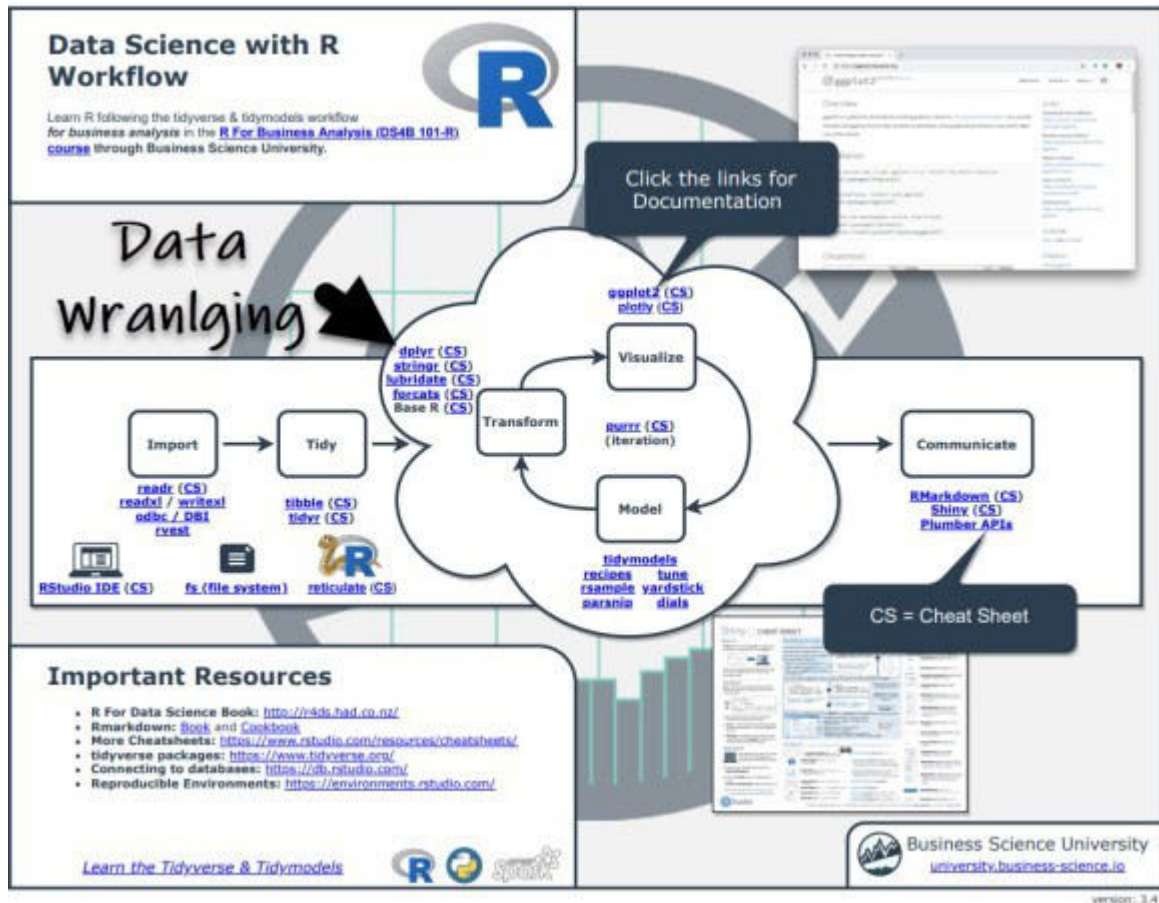 Data Science with R
Workflow
Learn R following the tidyverse & tidymodels workflow
for business analysis in the R For Business Analysis (DS4B 101-R)
course through Business Science University.
R
ggplot2
Click the links for
Documentation
Data
Wranlging
ggplot2 (CS)
plotly (CS)
Visualize
dplyr (CS)
stringr (CS)
lubridate (CS)
forcats (CS)
Base R (CS)
Transform
purrr (CS)
(iteration)
Import
Tidy
Communicate
readr (CS)
readxl / writexl
odbc / DBI
rvest
tibble (CS)
tidyr (CS)
Model
RMarkdown (CS)
Shiny (CS)
Plumber APIs
tidymodels
recipes tune
rsample yardstick
parsnip dials
R
RStudio IDE (CS)
fs (file system)
reticulate (CS)
CS = Cheat Sheet
Shiny CHEAT SHEET
Important Resources
R For Data Science Book: http://r4ds.had.co.nz/
Rmarkdown: Book and Cookbook
More Cheatsheets: https://www.rstudio.com/resources/cheatsheets/
tidyverse packages: https://www.tidyverse.org/
Connecting to databases: https://db.rstudio.com/
Reproducible Environments: https://environments.rstudio.com/
Learn the Tidyverse & Tidymodels
R
Spark
Business Science University
university.business-science.io
version: 3.4